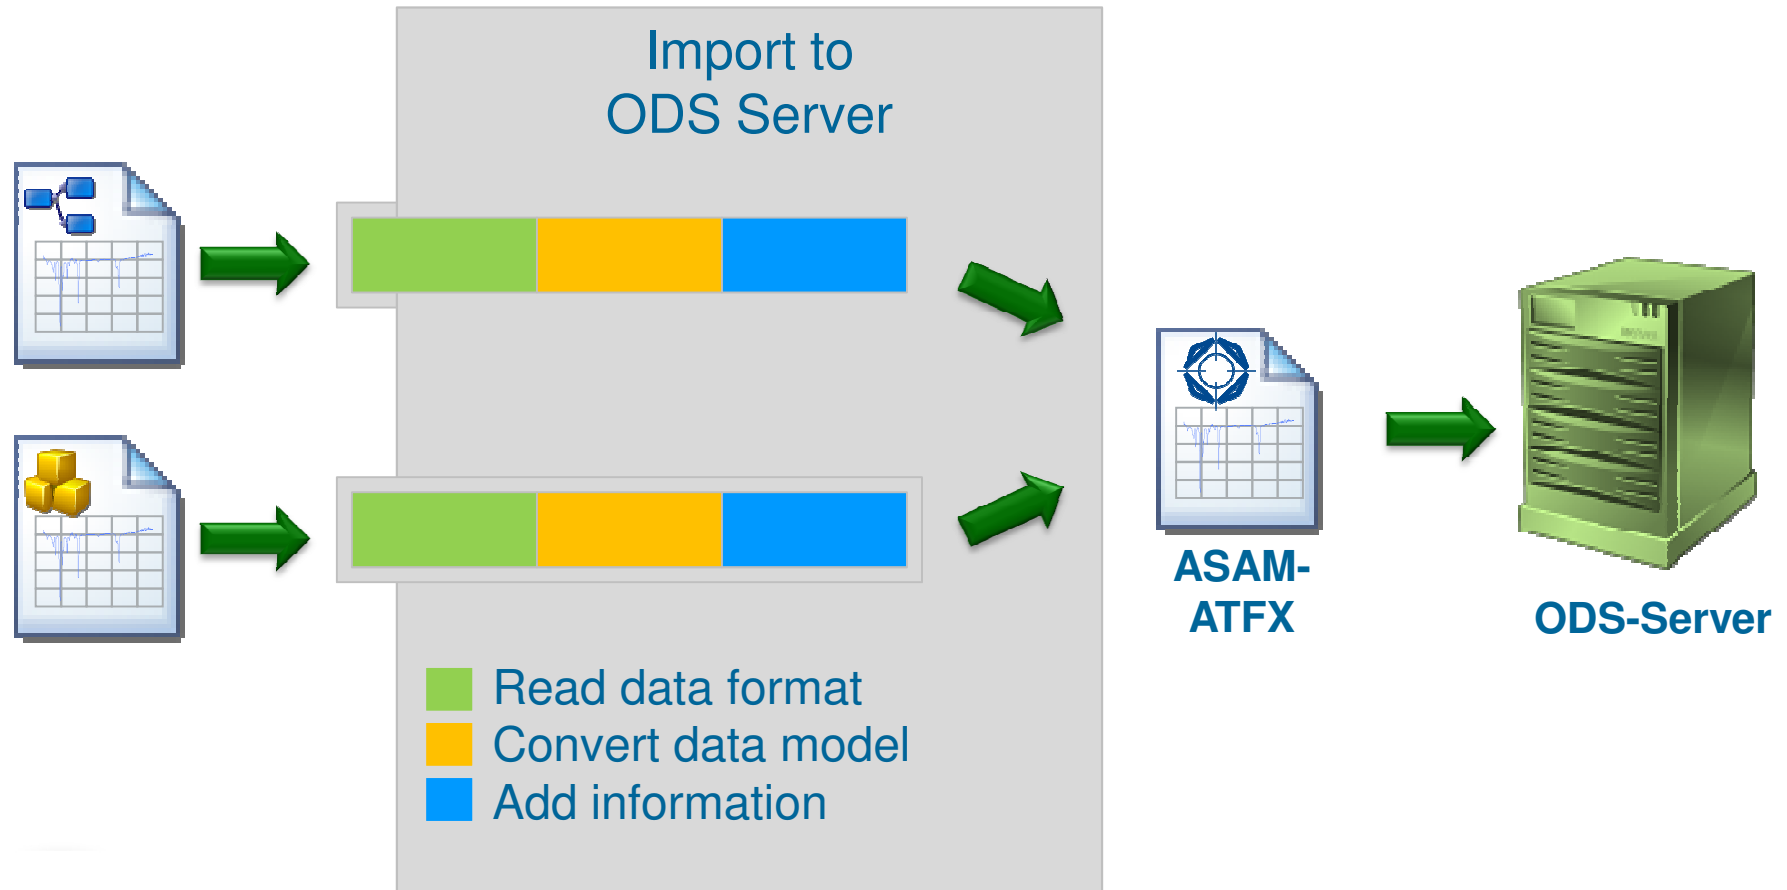 Import to
ODS Server
ASAM-
ATFX
ODS-Server
Read data format
Convert data model
Add information